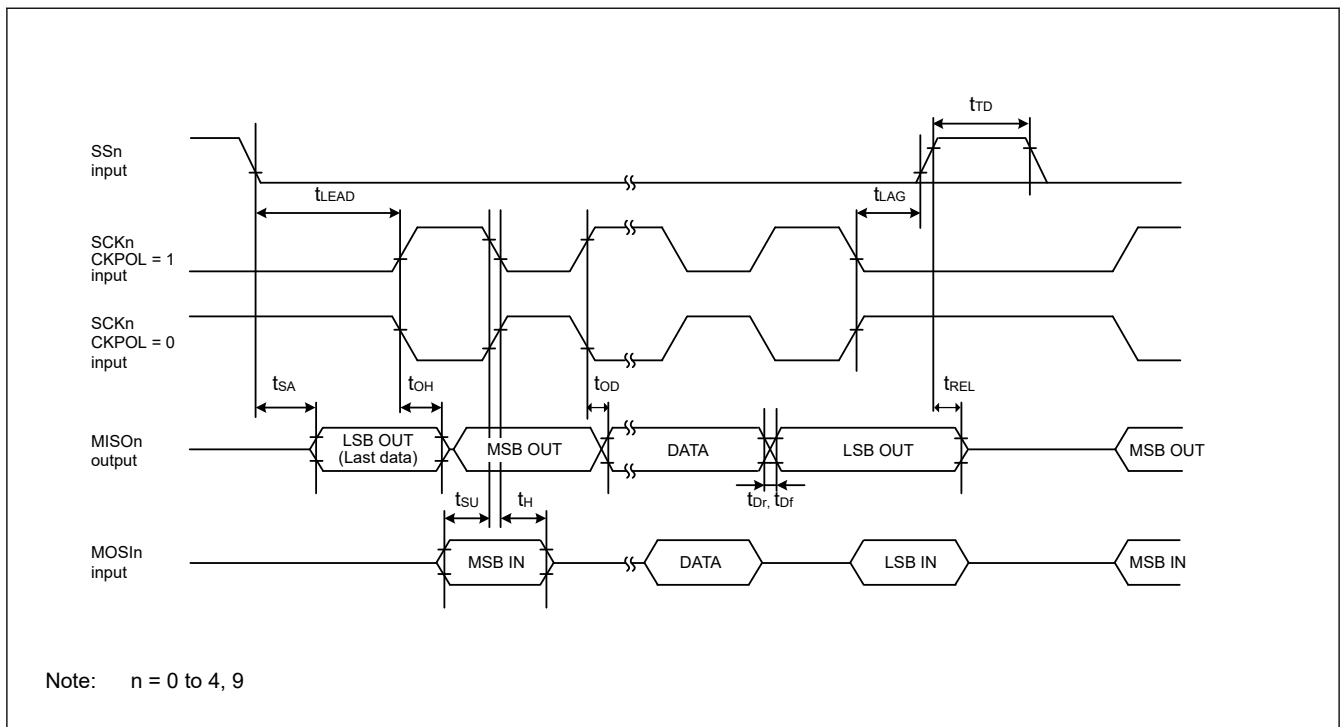 tTD
SSn
input
tLEAD
tLAG
SCKn
CKPOL = 1
input
SCKn
CKPOL = 0
input
tSA
tOH
tOD
tREL
MISOn
output
LSB OUT
(Last data)
MSB OUT
DATA
LSB OUT
MSB OUT
tSU
tH
tDr, tDf
MOSIn
input
MSB IN
DATA
LSB IN
MSB IN
Note: n = 0 to 4, 9